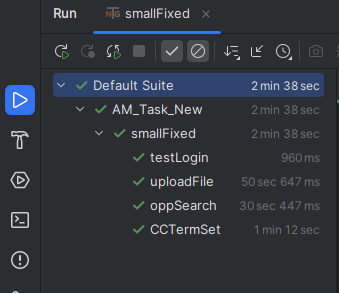 Run smallFixed
Default Suite 2 min 38 sec
AM_Task_New 2 min 38 sec
smallFixed 2 min 38 sec
testLogin 960 ms
uploadFile 50 sec 647 ms
oppSearch 30 sec 447 ms
CCTermSet 1 min 12 sec